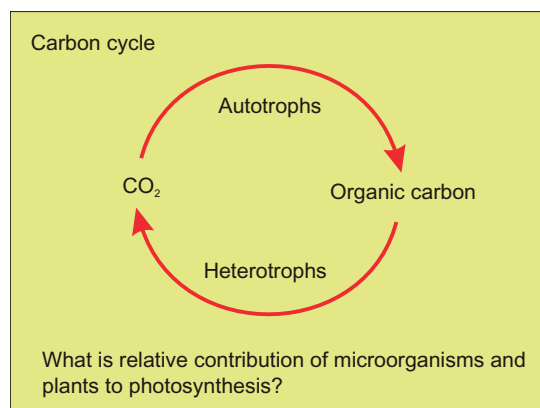 Carbon cycle
Autotrophs
CO₂
Organic carbon
Heterotrophs
What is relative contribution of microorganisms and
plants to photosynthesis?